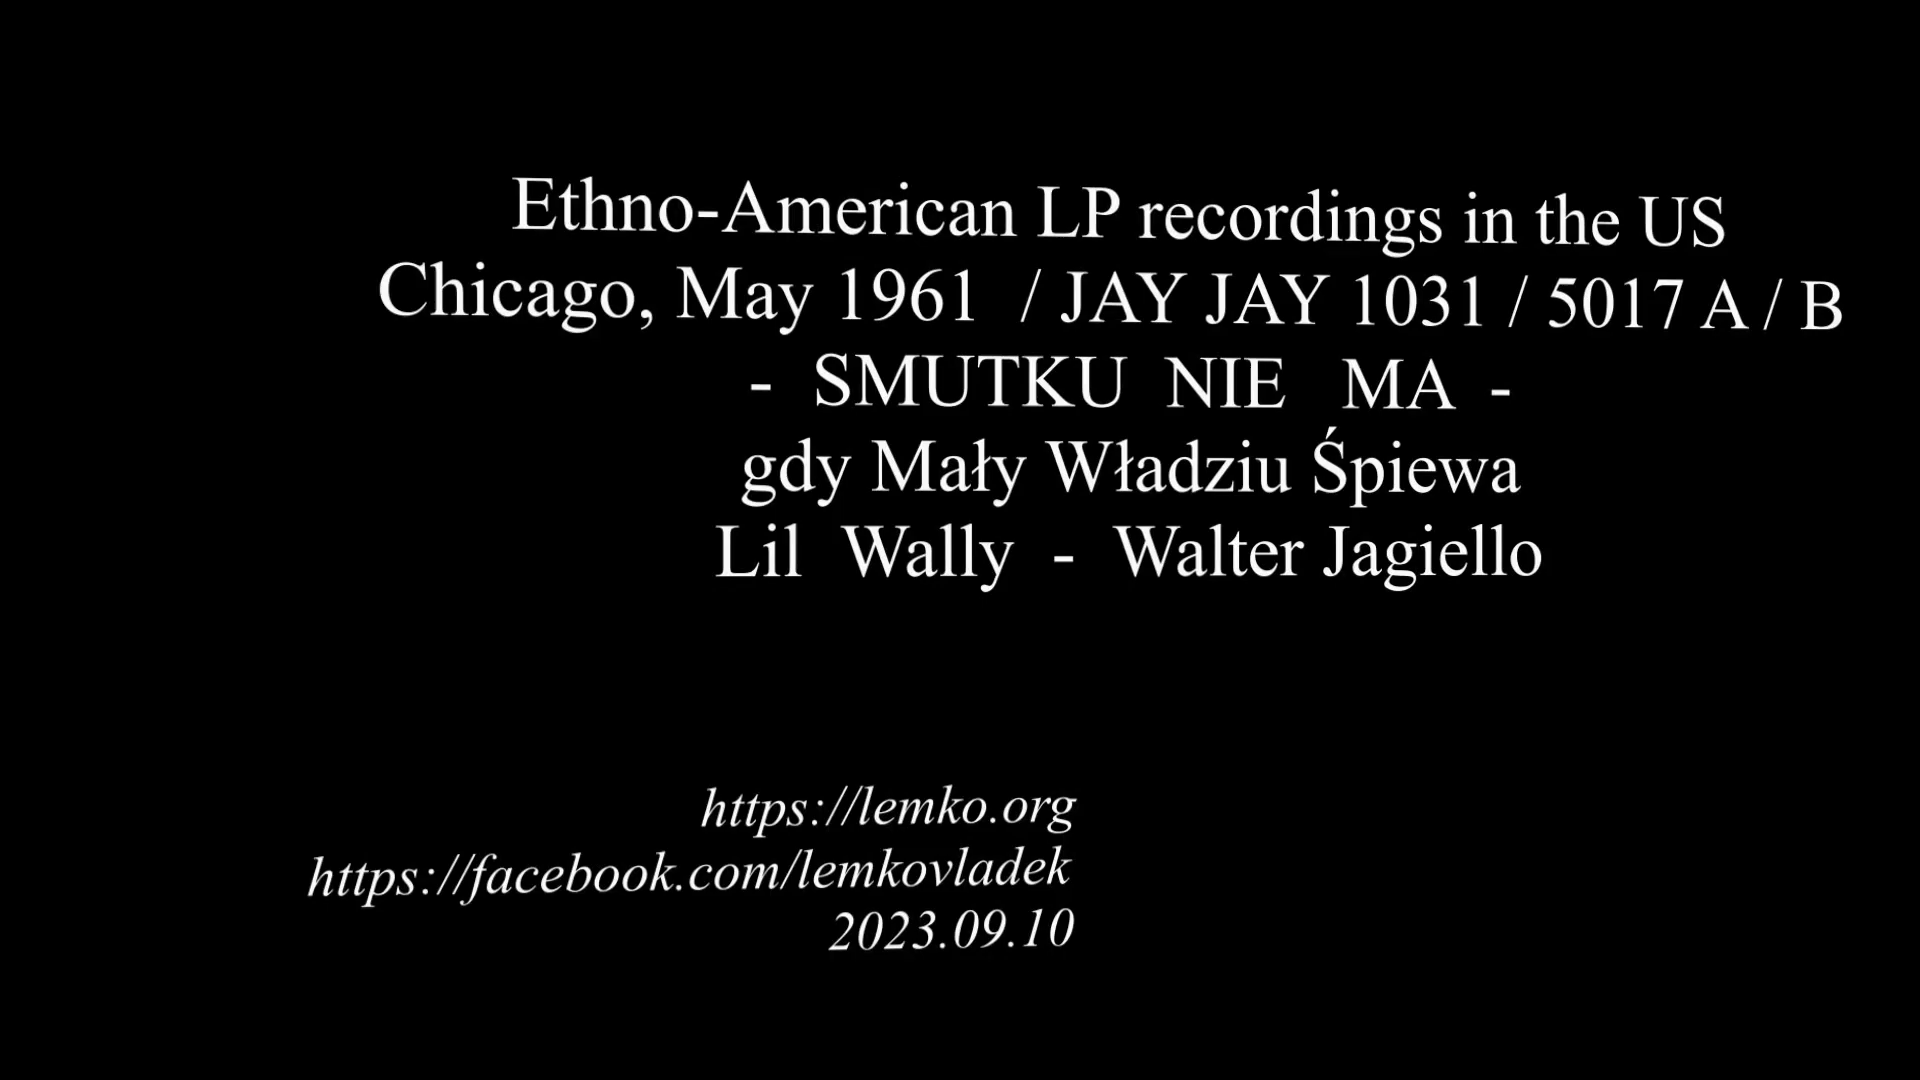 Ethno-American LP recordings in the US
Chicago, May 1961 / JAY JAY 1031 / 5017 A / B
- SMUTKU NIE MA -
gdy Mały Władziu Śpiewa
Lil Wally - Walter Jagiello
https://lemko.org
https://facebook.com/lemkovladek
2023.09.10